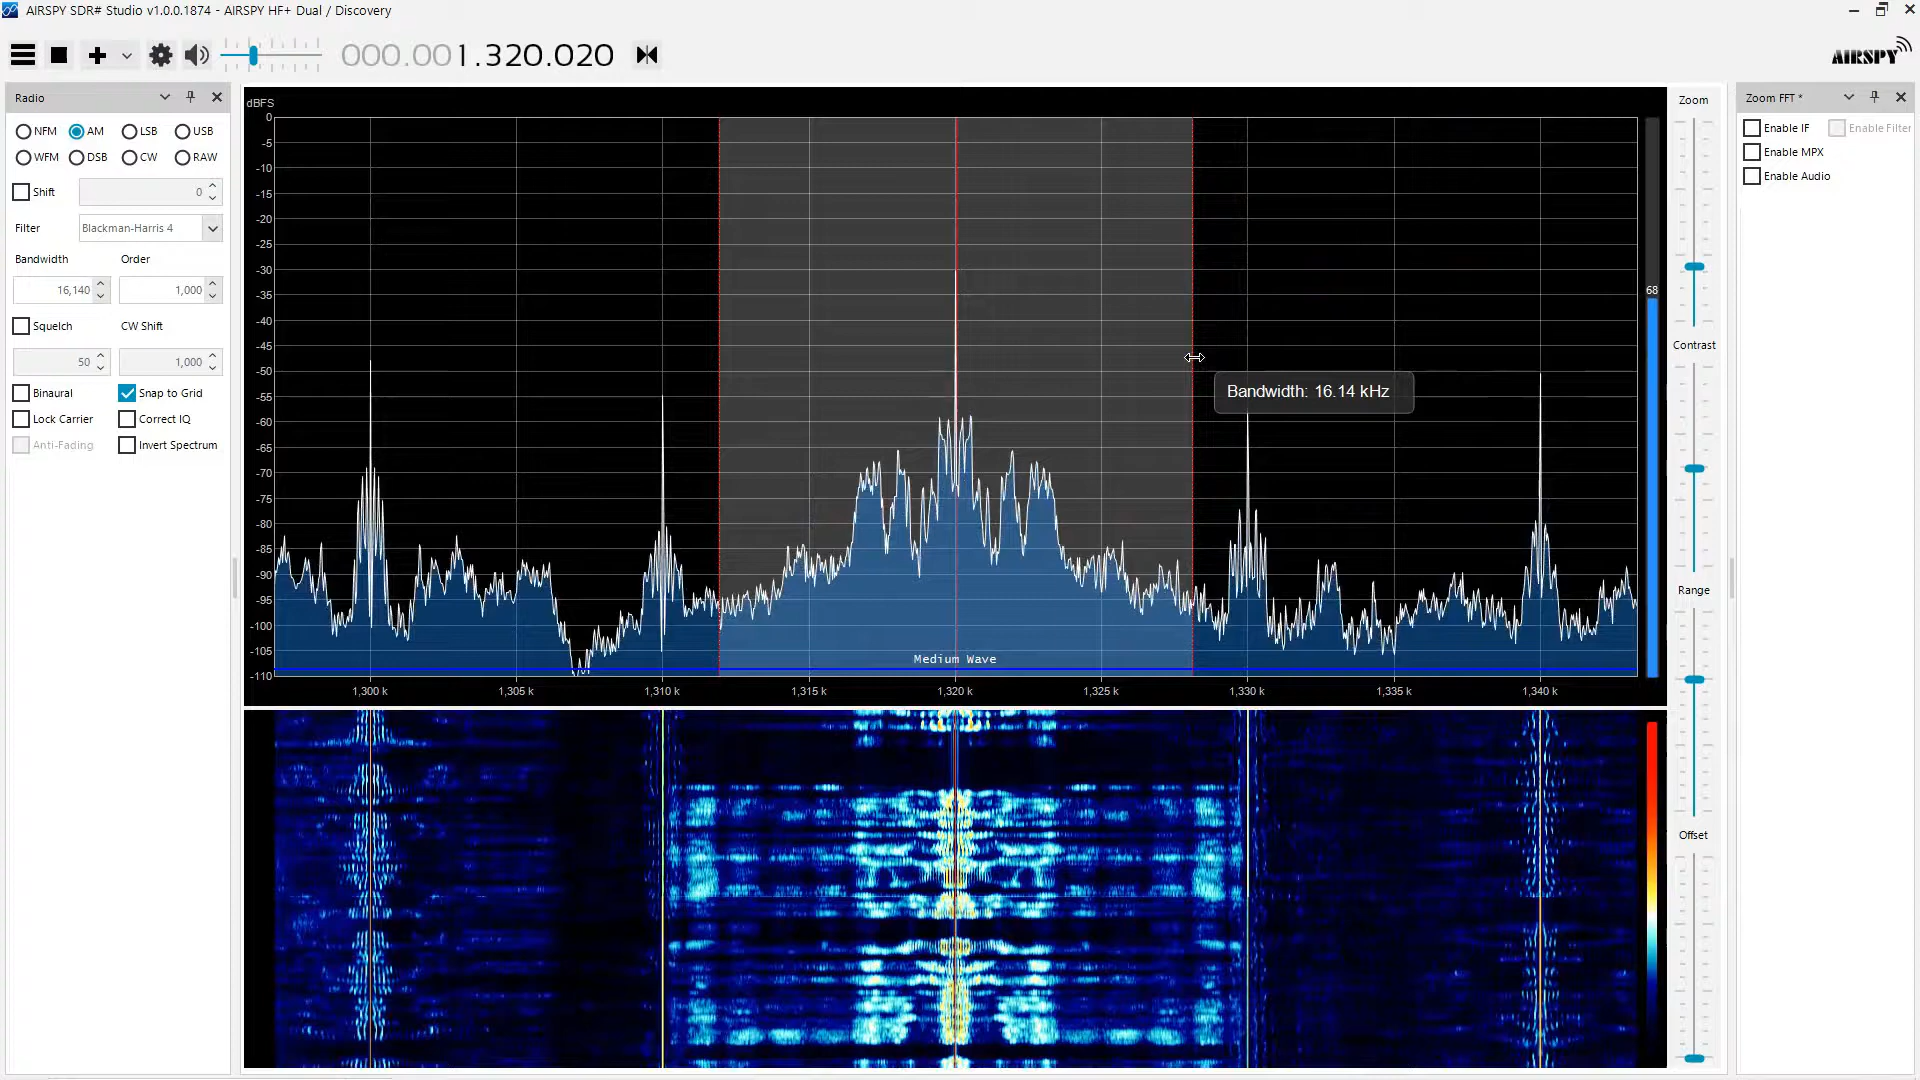 AIRSPY SDR# Studio v1.0.0.1874 - AIRSPY HF+ Dual / Discovery
000.001.320.020
AIRSPY
Radio
NFM AM LSB USB
WFM DSB CW RAW
Shift 0
Filter Blackman-Harris 4
Bandwidth Order
16,140 1,000
Squelch CW Shift
50 1,000
Binaural Snap to Grid
Lock Carrier Correct IQ
Anti-Fading Invert Spectrum
dBFS
0
-5
-10
-15
-20
-25
-30
-35
-40
-45
-50
-55
-60
-65
-70
-75
-80
-85
-90
-95
-100
-105
-110
Bandwidth: 16.14 kHz
Medium Wave
1,300 k 1,305 k 1,310 k 1,315 k 1,320 k 1,325 k 1,330 k 1,335 k 1,340 k
68
Zoom
Contrast
Range
Offset
Zoom FFT *
Enable IF Enable Filter
Enable MPX
Enable Audio